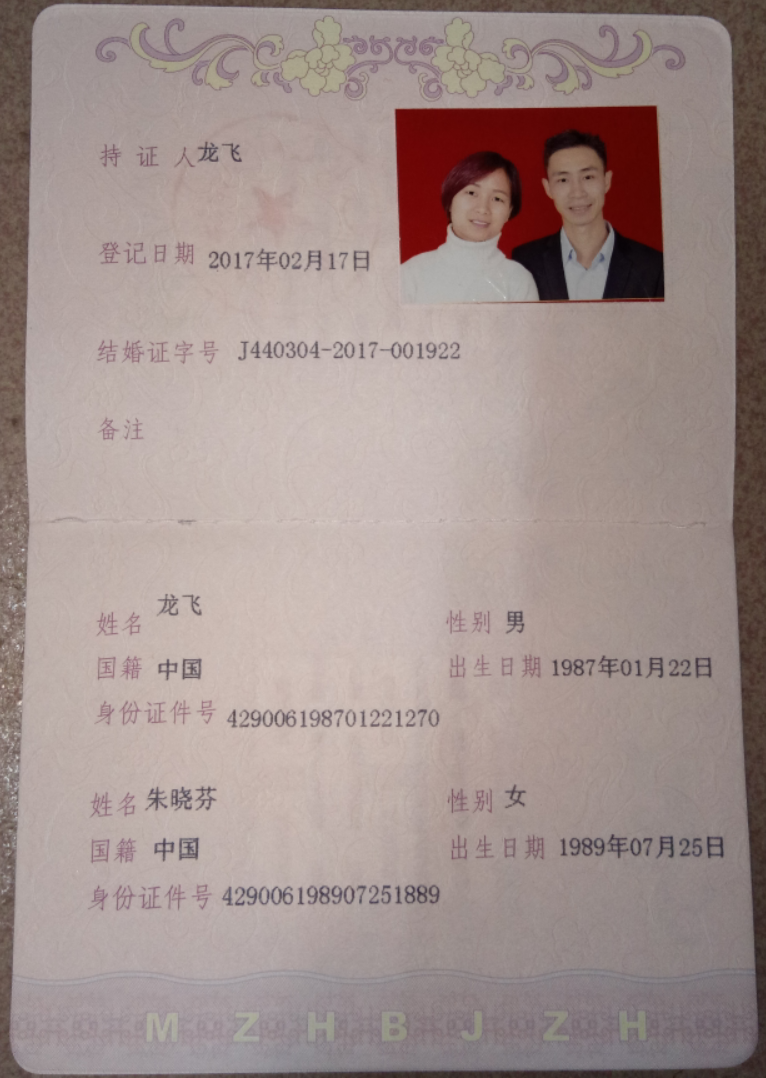 持证人 龙飞
登记日期 2017年02月17日
结婚证字号 J440304-2017-001922
备注
姓名 龙飞 性别 男
国籍 中国 出生日期 1987年01月22日
身份证件号 429006198701221270
姓名 朱晓芬 性别 女
国籍 中国 出生日期 1989年07月25日
身份证件号 429006198907251889
MZHBJZH